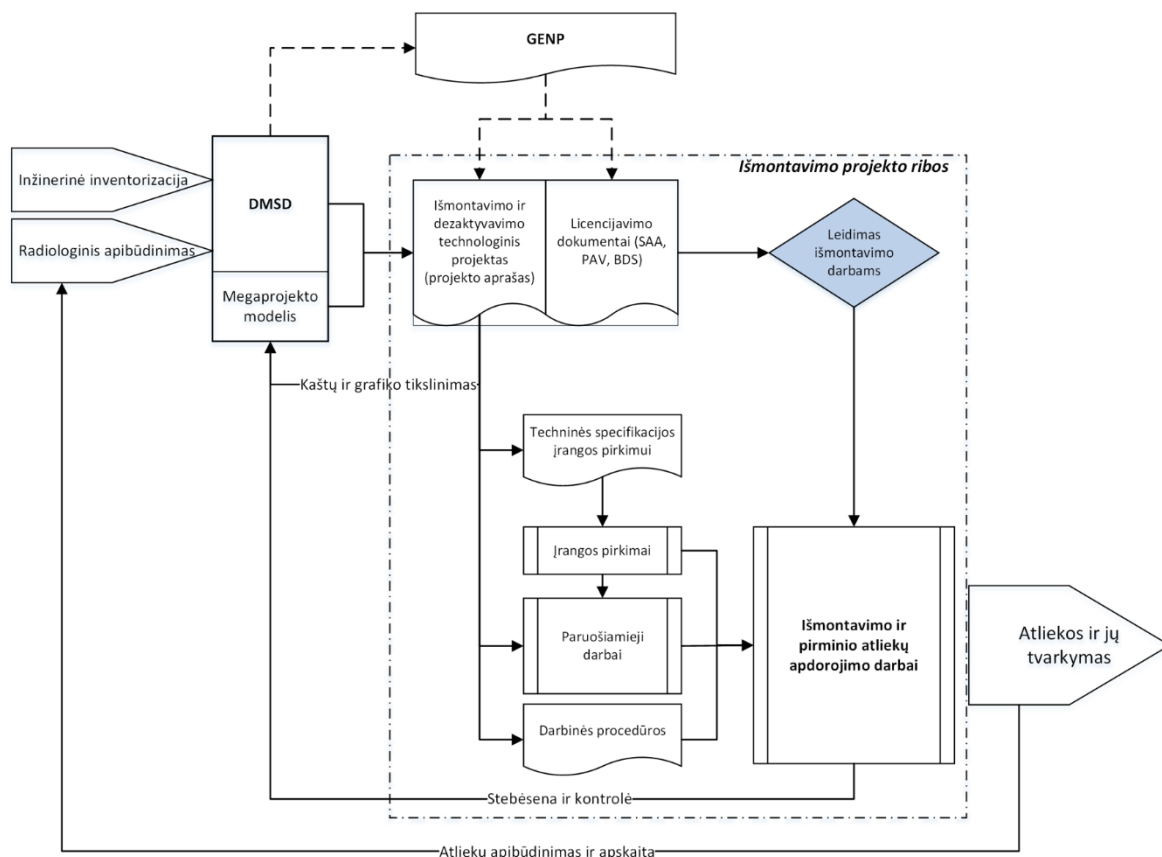 GENP
Išmontavimo projekto ribos
Inžinerinė inventorizacija
DMSD
Radiologinis apibūdinimas
Megaprojekto
modelis
Išmontavimo ir
dezaktyvavimo
technologinis
projektas
(projekto aprašas)
Licencijavimo
dokumentai (SAA,
PAV, BDS)
Leidimas
išmontavimo
darbams
Kaštų ir grafiko tikslinimas
Techninės specifikacijos
įrangos pirkimui
Įrangos pirkimai
Paruošiamieji
darbai
Darbinės procedūros
Išmontavimo ir
pirminio atliekų
apdorojimo darbai
Atliekos ir jų
tvarkymas
Stebėsena ir kontrolė
Atliekų apibūdinimas ir apskaita